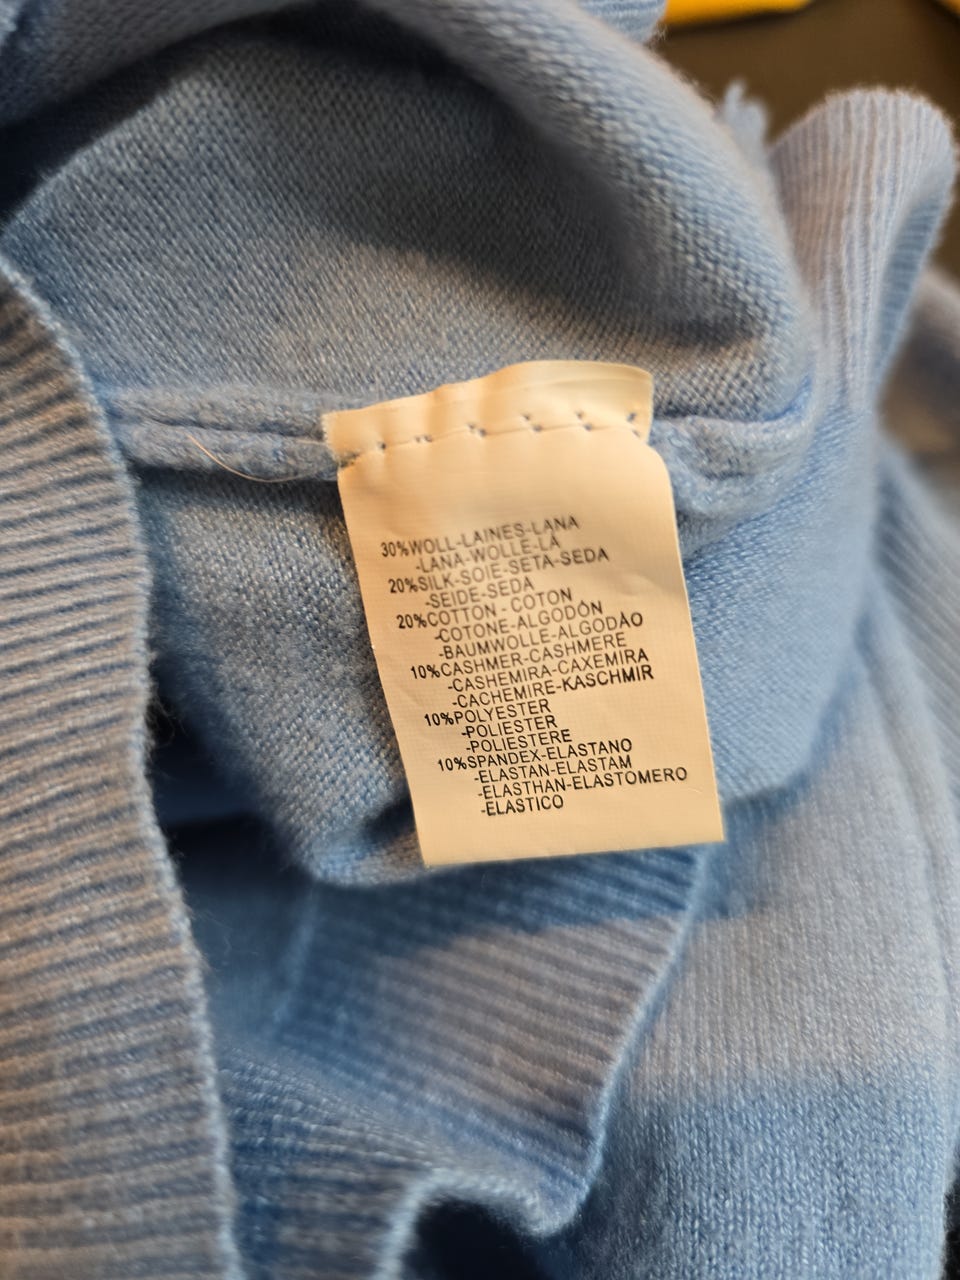 30%WOLL-LAINES-LANA
-LANA-WOLLE-LÃ
20%SILK-SOIE-SETA-SEDA
-SEIDE-SEDA
20%COTTON - COTON
-COTONE-ALGODÓN
-BAUMWOLLE-ALGODÃO
10%CASHMER-CASHMERE
-CASHEMIRA-CAXEMIRA
-CACHEMIRE-KASCHMIR
10%POLYESTER
-POLIESTER
-POLIESTERE
10%SPANDEX-ELASTANO
-ELASTAN-ELASTAM
-ELASTHAN-ELASTOMERO
-ELASTICO